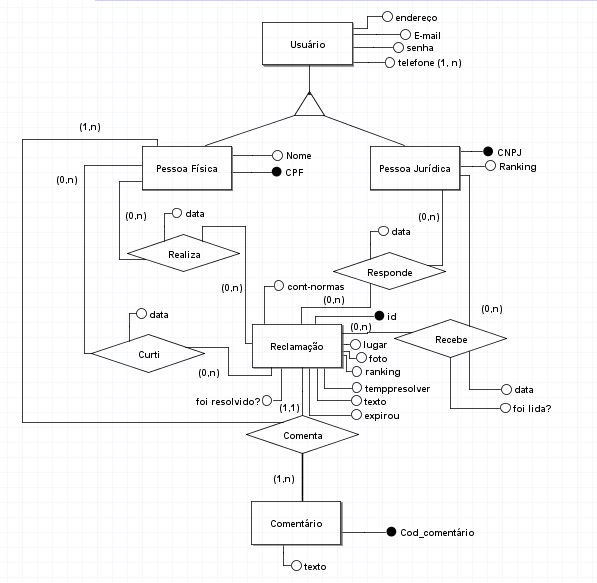 endereço
E-mail
Usuário
senha
telefone (1, n)
(1,n)
CNPJ
Nome
Pessoa Física
Pessoa Jurídica
Ranking
(0,n)
CPF
(0,n)
data
(0,n)
data
Realiza
Responde
(0,n)
cont-normas
(0,n)
data
id
(0,n)
(0,n)
Reclamação
lugar
Recebe
Curti
foto
(0,n)
ranking
temppresolver
data
foi resolvido?
texto
(1,1)
foi lida?
expirou
Comenta
(1,n)
Comentário
Cod_comentário
texto